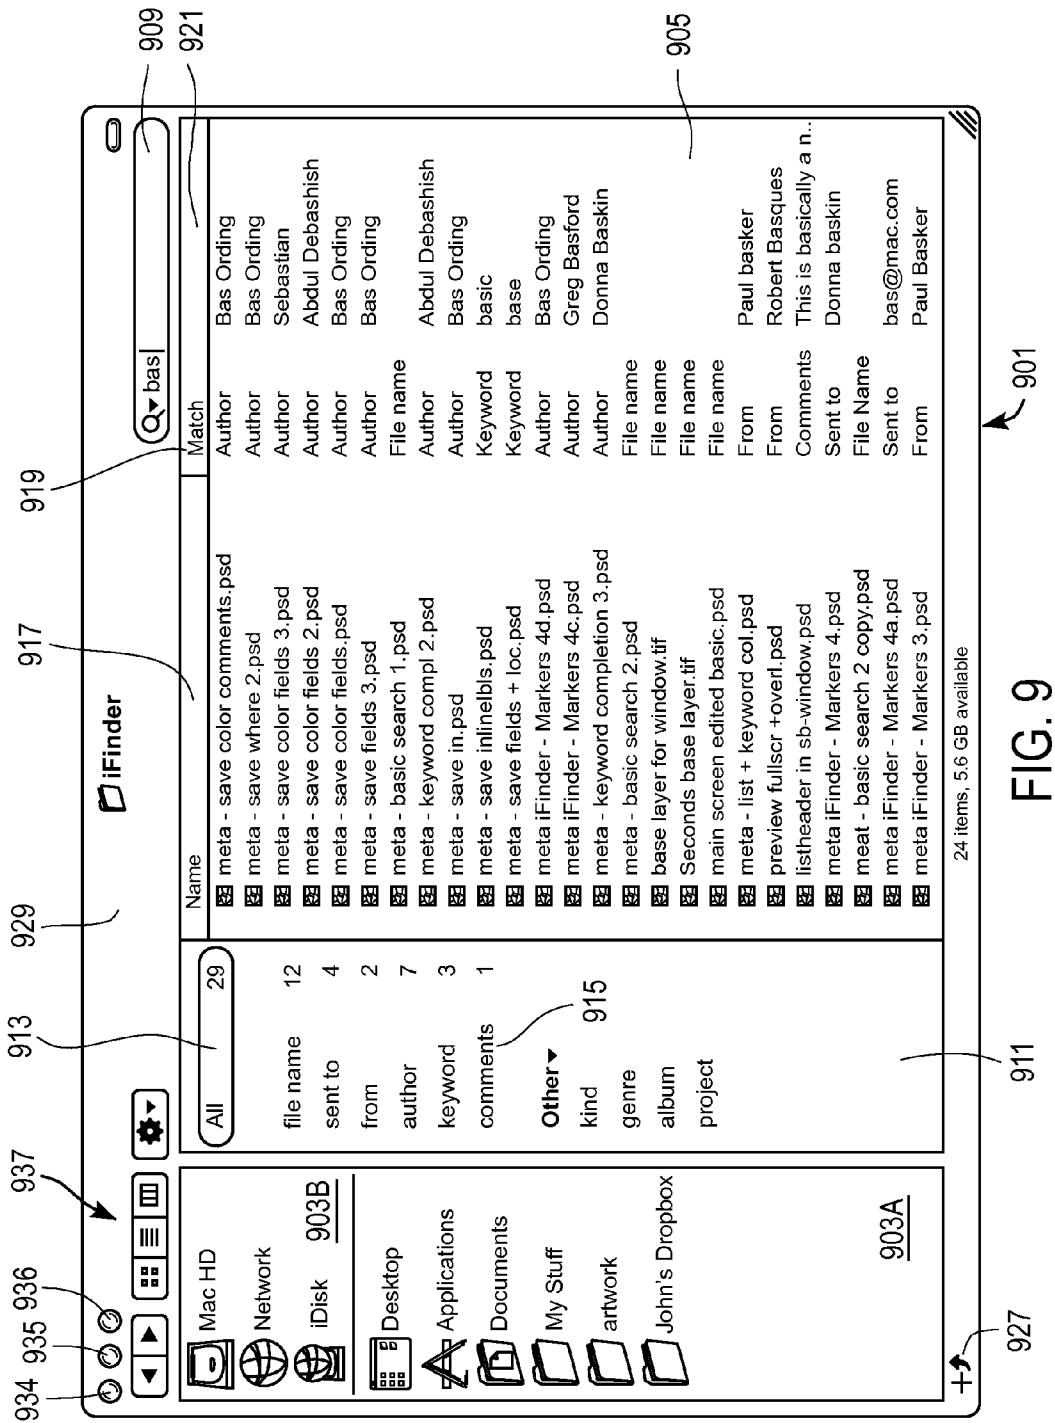 909
921
905
919
917
929
913
937
936
935
934
iFinder
bas
Name
Match
Mac HD
Network
iDisk
903B
Desktop
Applications
Documents
My Stuff
artwork
John's Dropbox
903A
All 29
file name 12
sent to 4
from 2
author 7
keyword 3
comments 1
915
Other
kind
genre
album
project
911
meta - save color comments.psd Author Bas Ording
meta - save where 2.psd Author Bas Ording
meta - save color fields 3.psd Author Sebastian
meta - save color fields 2.psd Author Abdul Debashish
meta - save color fields.psd Author Bas Ording
meta - save fields 3.psd Author Bas Ording
meta - basic search 1.psd File name
meta - keyword compl 2.psd Author Abdul Debashish
meta - save in.psd Author Bas Ording
meta - save inlinelbls.psd Keyword basic
meta - save fields + loc.psd Keyword base
meta iFinder - Markers 4d.psd Author Bas Ording
meta iFinder - Markers 4c.psd Author Greg Basford
meta - keyword completion 3.psd Author Donna Baskin
meta - basic search 2.psd File name
base layer for window.tif File name
Seconds base layer.tif File name
main screen edited basic.psd File name
meta - list + keyword col.psd From Paul basker
preview fullscr +overl.psd From Robert Basques
listheader in sb-window.psd Comments This is basically a n..
meta iFinder - Markers 4.psd Sent to Donna baskin
meat - basic search 2 copy.psd File Name
meta iFinder - Markers 4a.psd Sent to bas@mac.com
meta iFinder - Markers 3.psd From Paul Basker
24 items, 5.6 GB available
927
901
FIG. 9